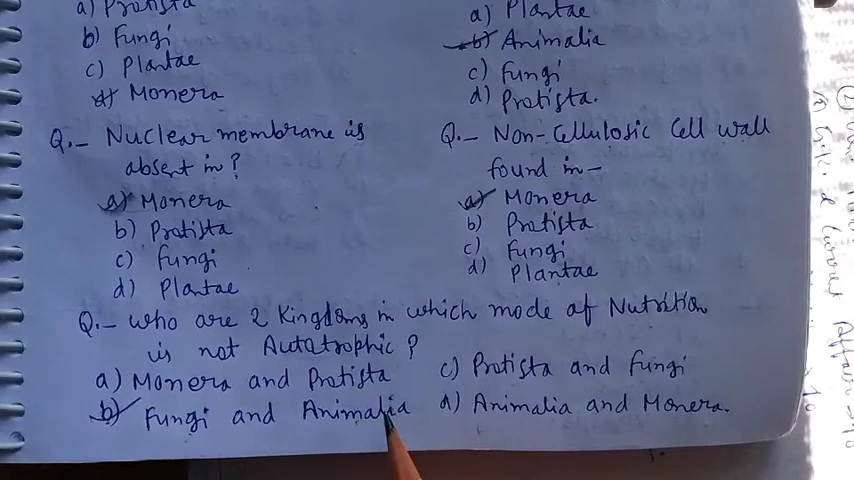 a) Protista
b) Fungi
c) Plantae
d) Monera
Q.- Nuclear membrane is
absent in?
a) Monera
b) Protista
c) Fungi
d) Plantae
a) Plantae
b) Animalia
c) Fungi
d) Protista.
Q.- Non-Cellulosic Cell wall
found in-
a) Monera
b) Protista
c) Fungi
d) Plantae
Q.- Who are 2 Kingdoms in which mode of Nutrition
is not Autotrophic?
a) Monera and Protista
b) Fungi and Animalia
c) Protista and Fungi
d) Animalia and Monera.